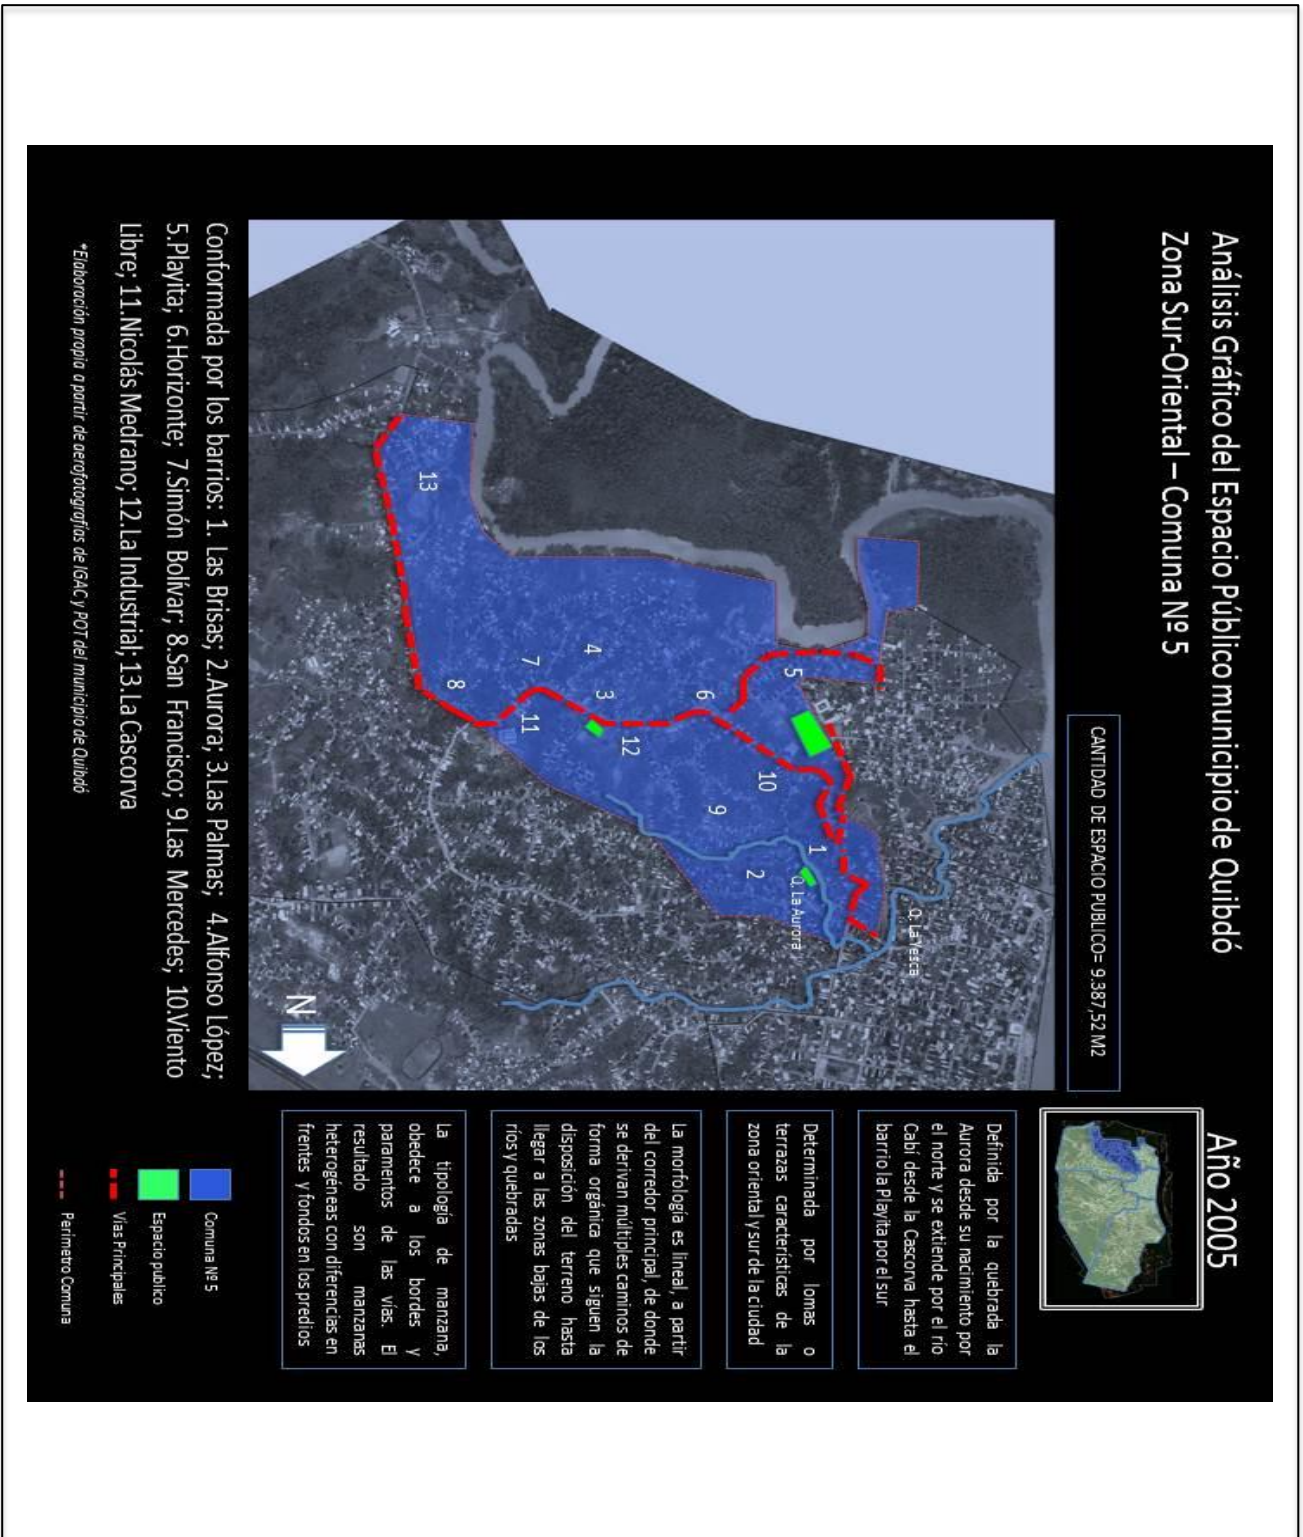 Análisis Gráfico del Espacio Público municipio de Quibdó
Zona Sur-Oriental – Comuna Nº 5
Año 2005
CANTIDAD DE ESPACIO PUBLICO= 9.387,52 M2
Q. La Yesca
Q. La Aurora
1
2
3
4
5
6
7
8
9
10
11
12
13
N
Definida por la quebrada la
Aurora desde su nacimiento por
el norte y se extiende por el río
Cabí desde la Cascorva hasta el
barrio la Playita por el sur
Determinada por lomas o
terrazas características de la
zona oriental y sur de la ciudad
La morfología es lineal, a partir
del corredor principal, de donde
se derivan múltiples caminos de
forma orgánica que siguen la
disposición del terreno hasta
llegar a las zonas bajas de los
ríos y quebradas
La tipología de manzana,
obedece a los bordes y
paramentos de las vías. El
resultado son manzanas
heterogéneas con diferencias en
frentes y fondos en los predios
Conformada por los barrios: 1. Las Brisas; 2.Aurora; 3.Las Palmas; 4.Alfonso López;
5.Playita; 6.Horizonte; 7.Simón Bolívar; 8.San Francisco; 9.Las Mercedes; 10.Viento
Libre; 11.Nicolás Medrano; 12.La Industrial; 13.La Cascorva
*Elaboración propia a partir de aerofotografías de IGAC y POT del municipio de Quibdó
Comuna Nº 5
Espacio publico
Vías Principales
Perimetro Comuna